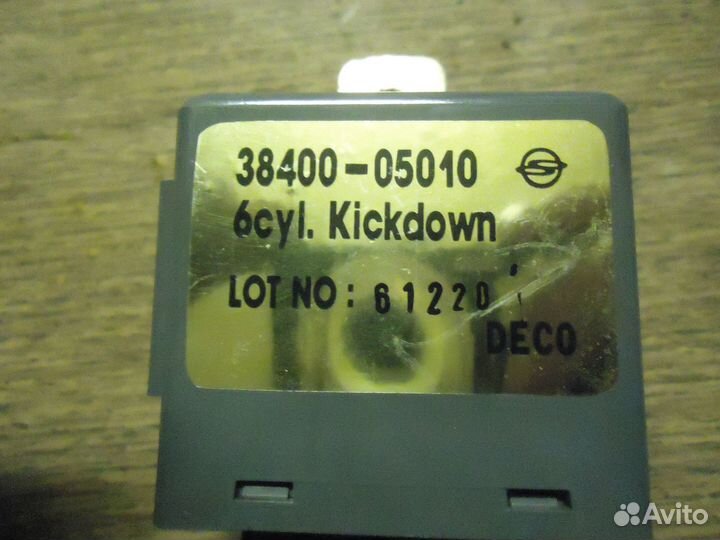 38400-05010
6cyl. Kickdown
LOT NO: 61220
DECO
Avito